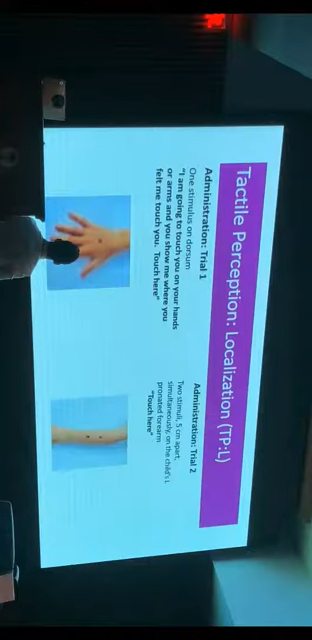 Tactile Perception: Localization (TP:L)
Administration: Trial 1
One stimulus on dorsum
"I am going to touch you on your hands
or arms and you show me where you
felt me touch you. Touch here"
Administration: Trial 2
Two stimuli, 5 cm apart,
simultaneously, on the child's L
pronated forearm
"Touch here"